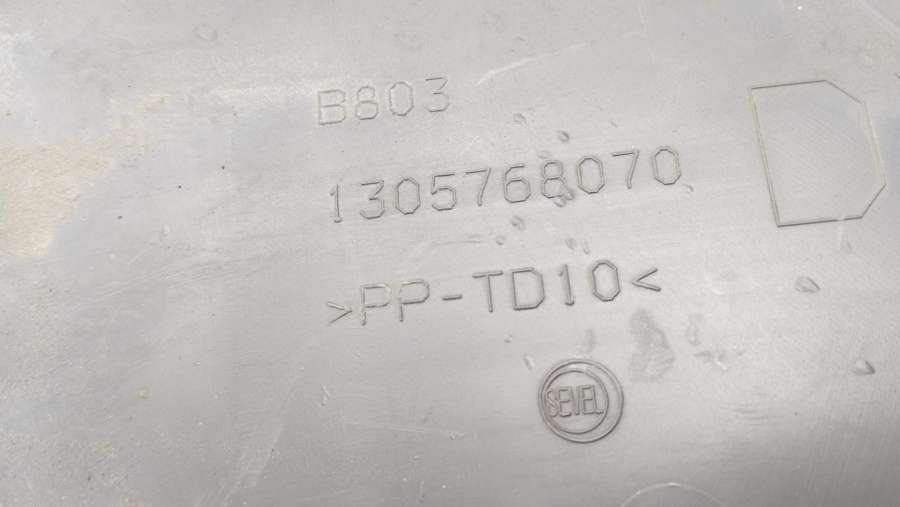 B803
D
1305768070
>PP-TD10<
SEVEL